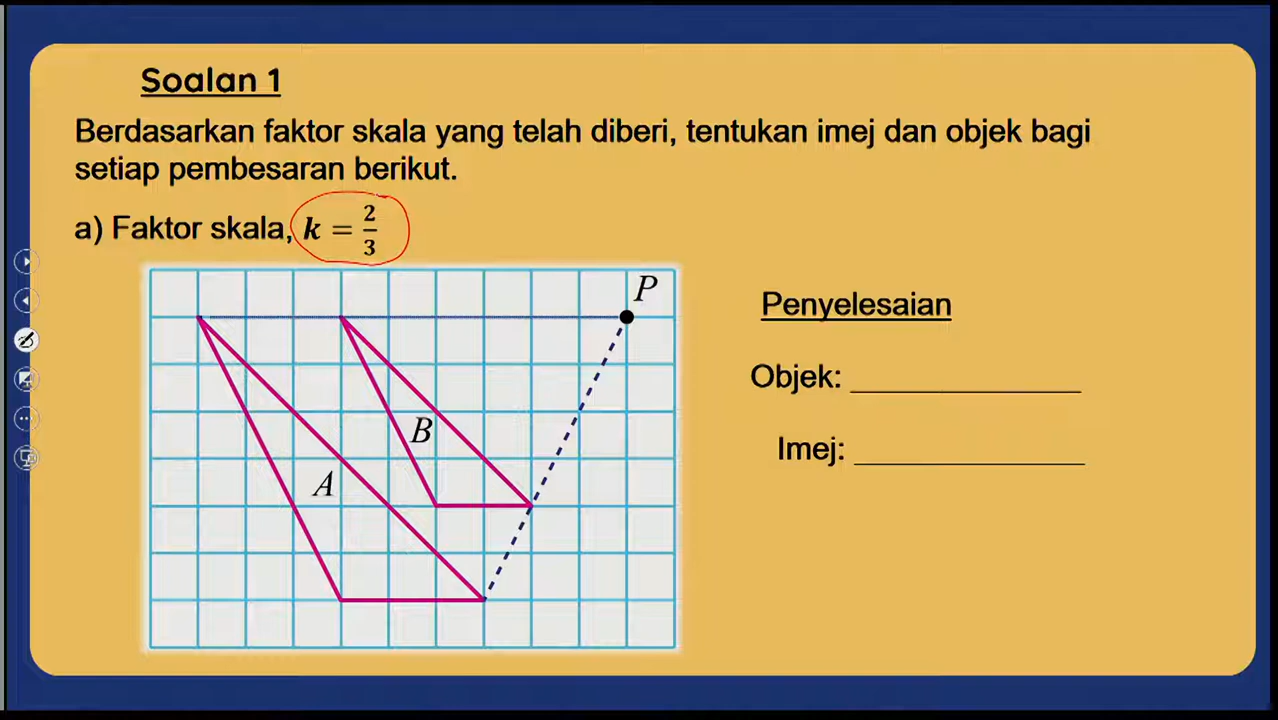 Soalan 1
Berdasarkan faktor skala yang telah diberi, tentukan imej dan objek bagi
setiap pembesaran berikut.
a) Faktor skala, k = 2/3
P
B
A
Penyelesaian
Objek: ______________
Imej: ______________